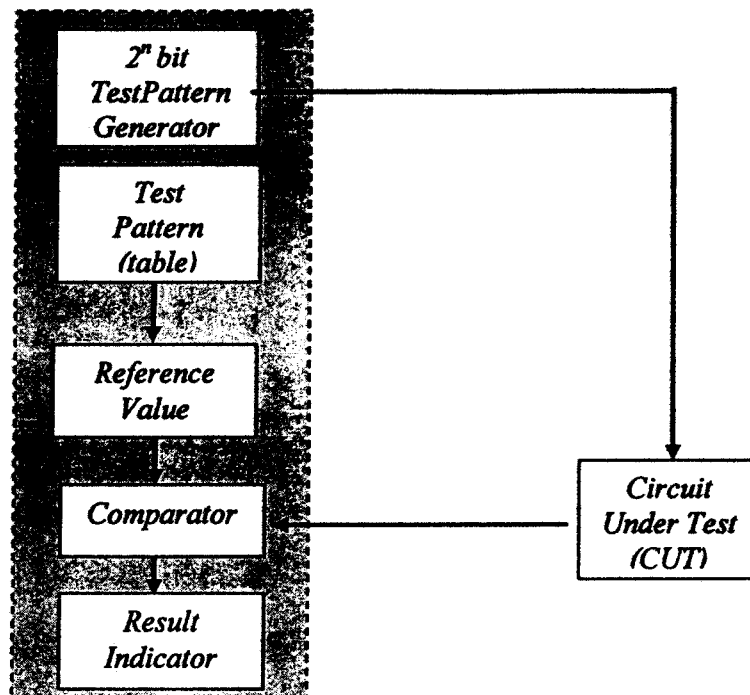 2ⁿ bit
TestPattern
Generator
Test
Pattern
(table)
Reference
Value
Comparator
Result
Indicator
Circuit
Under Test
(CUT)